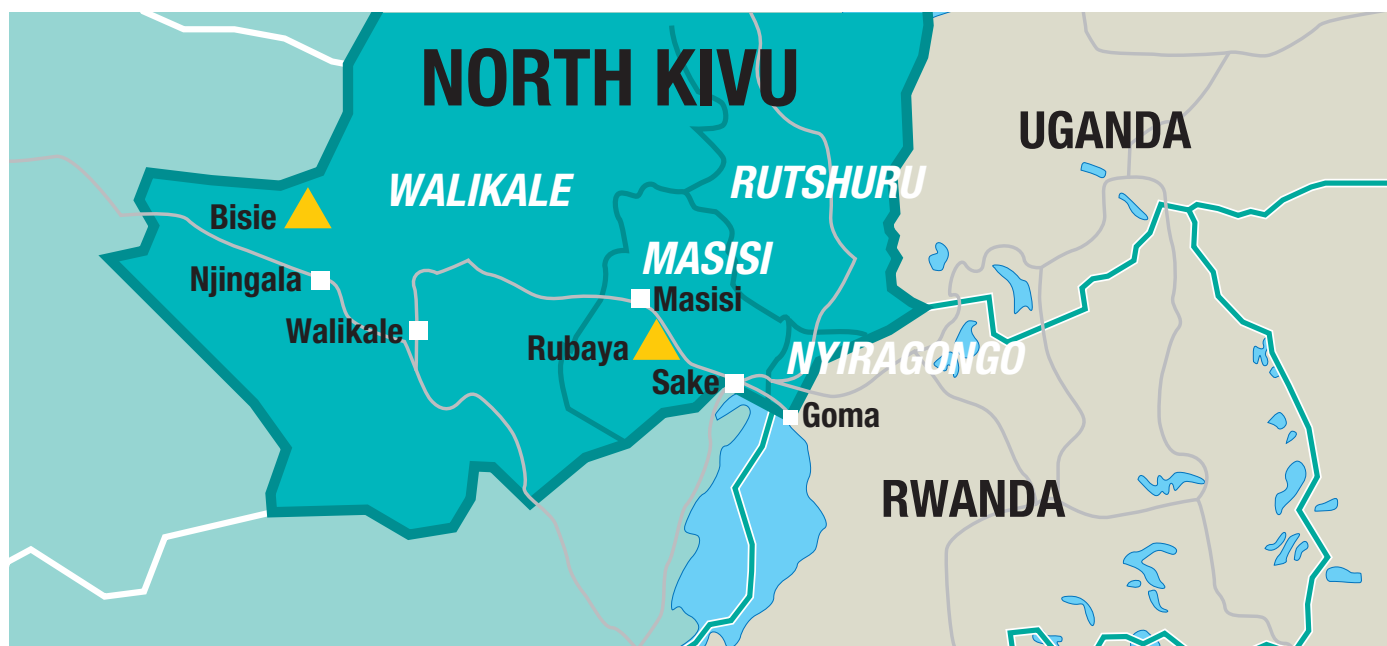 NORTH KIVU
UGANDA
WALIKALE
RUTSHURU
Bisie
MASISI
Njingala
Masisi
Walikale
Rubaya
NYIRAGONGO
Sake
Goma
RWANDA